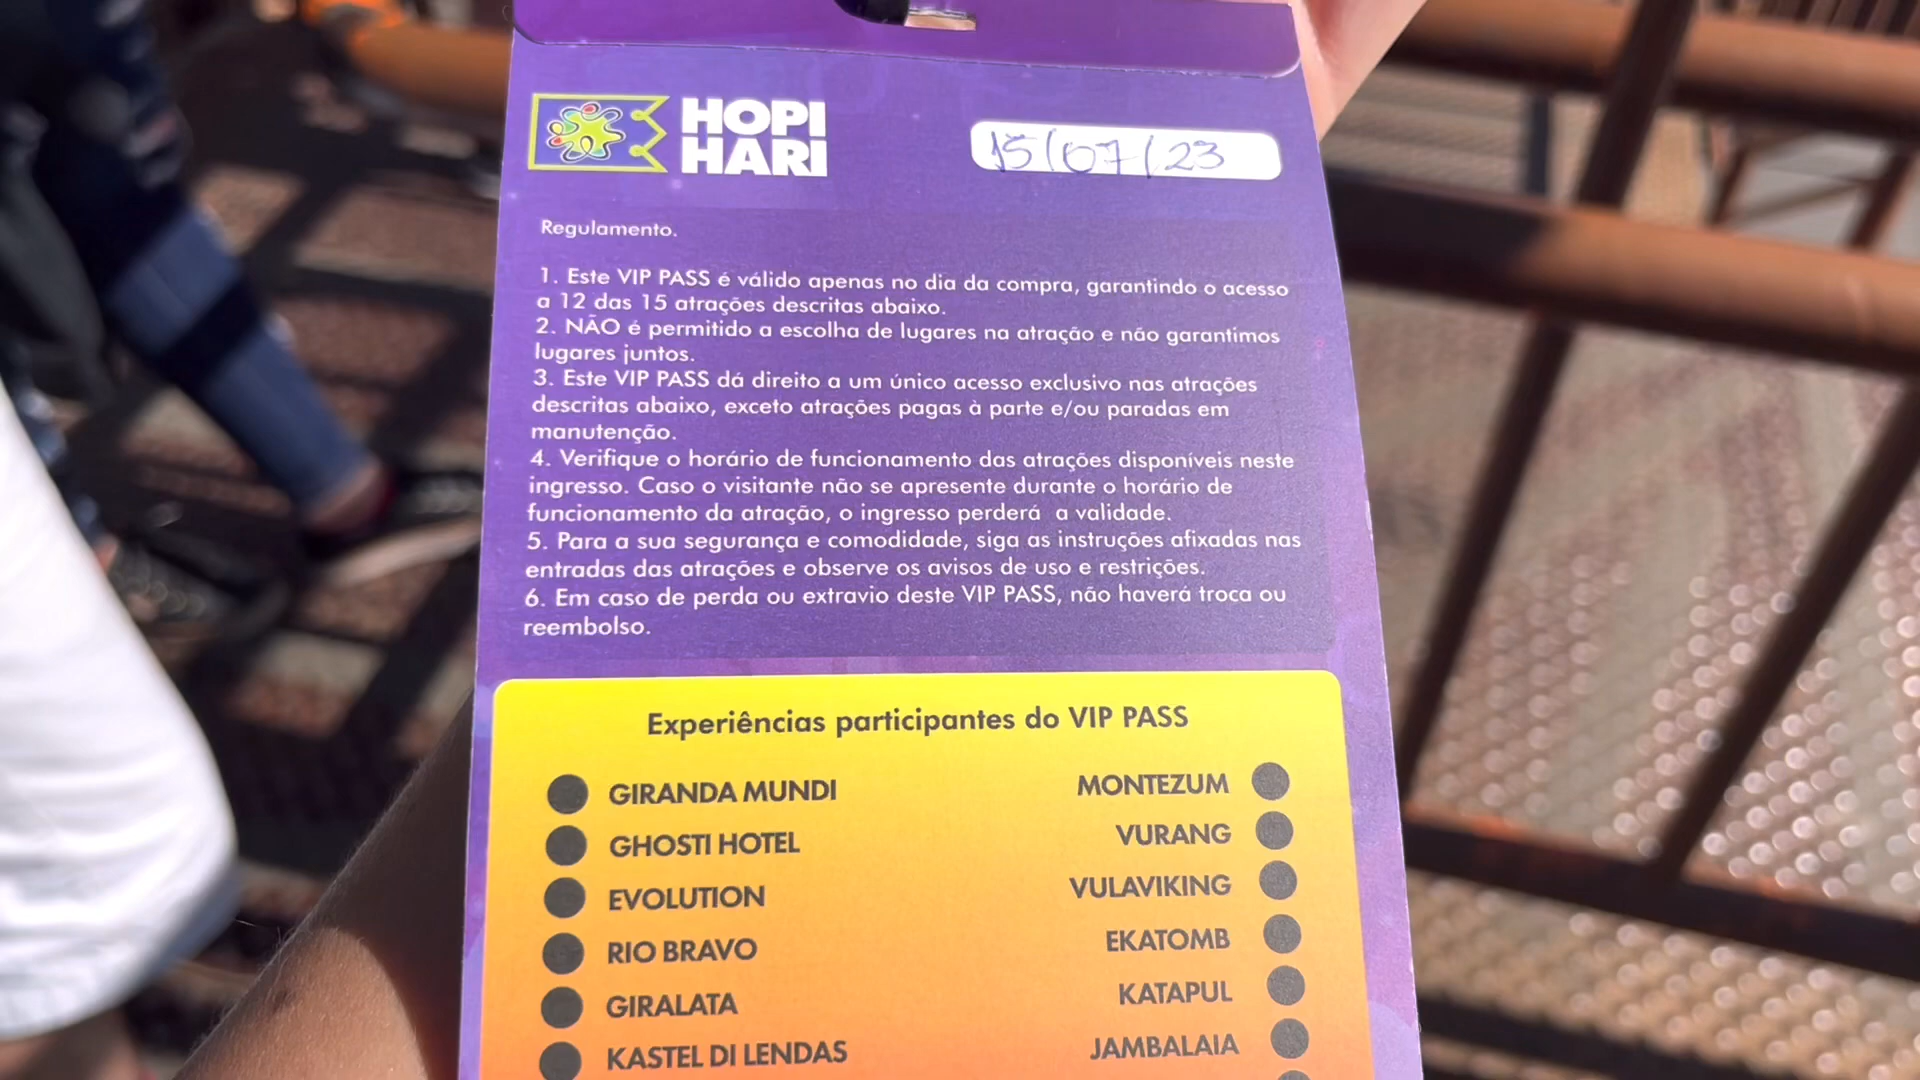 HOPI
HARI
15/07/23
Regulamento.
1. Este VIP PASS é válido apenas no dia da compra, garantindo o acesso
a 12 das 15 atrações descritas abaixo.
2. NÃO é permitido a escolha de lugares na atração e não garantimos
lugares juntos.
3. Este VIP PASS dá direito a um único acesso exclusivo nas atrações
descritas abaixo, exceto atrações pagas à parte e/ou paradas em
manutenção.
4. Verifique o horário de funcionamento das atrações disponíveis neste
ingresso. Caso o visitante não se apresente durante o horário de
funcionamento da atração, o ingresso perderá a validade.
5. Para a sua segurança e comodidade, siga as instruções afixadas nas
entradas das atrações e observe os avisos de uso e restrições.
6. Em caso de perda ou extravio deste VIP PASS, não haverá troca ou
reembolso.
Experiências participantes do VIP PASS
GIRANDA MUNDI
GHOSTI HOTEL
EVOLUTION
RIO BRAVO
GIRALATA
KASTEL DI LENDAS
MONTEZUM
VURANG
VULAVIKING
EKATOMB
KATAPUL
JAMBALAIA